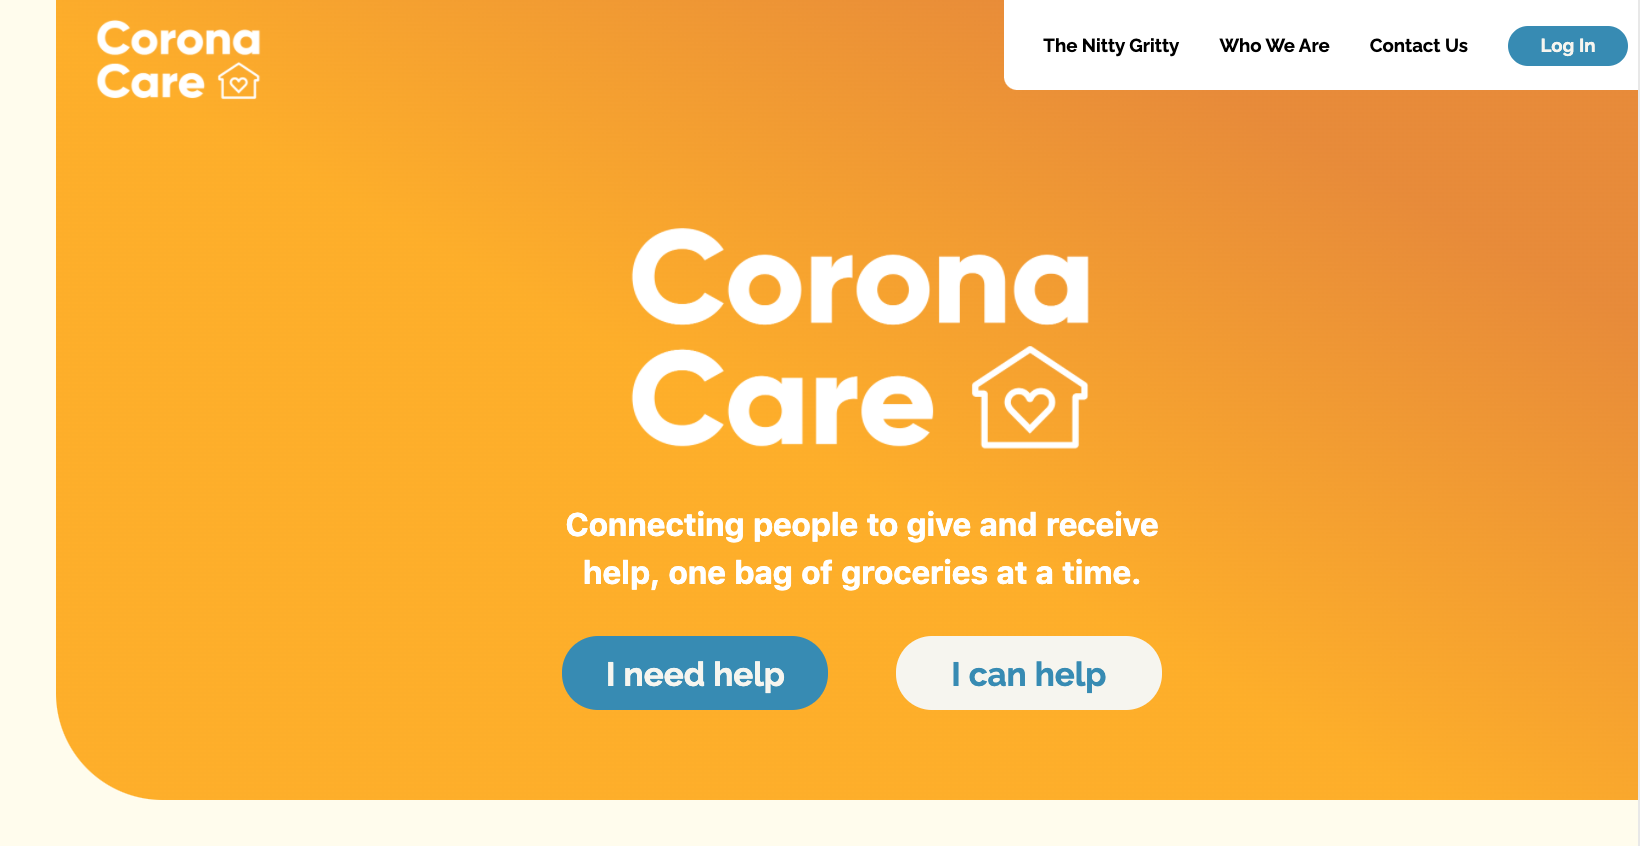 Corona
Care
The Nitty Gritty Who We Are Contact Us Log In
Corona
Care
Connecting people to give and receive
help, one bag of groceries at a time.
I need help I can help